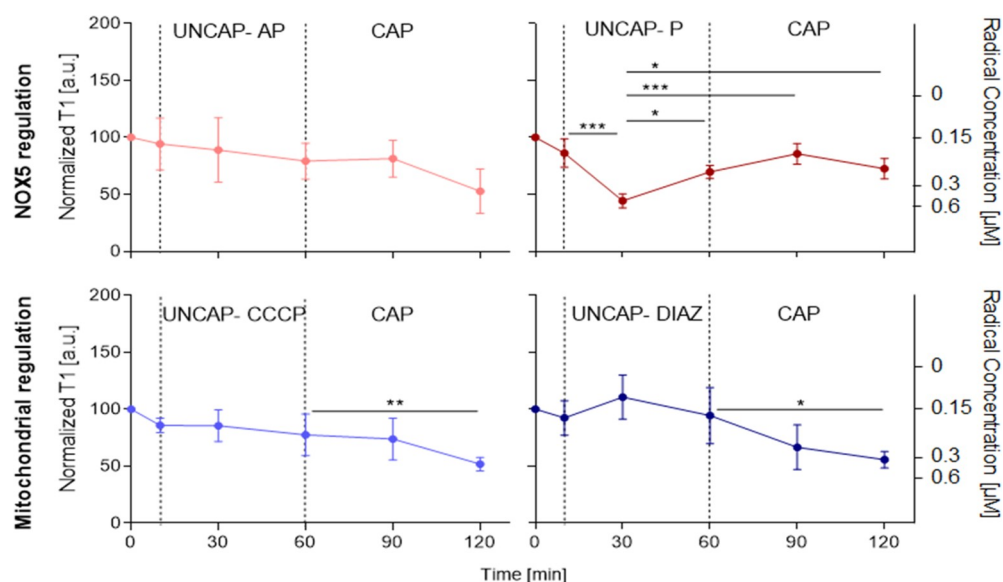 NOX5 regulation
Normalized T1 [a.u.]
200
150
100
50
0
UNCAP- AP
CAP
UNCAP- P
CAP
*
***
*
***
Radical Concentration [µM]
0
0.15
0.3
0.6
Mitochondrial regulation
Normalized T1 [a.u.]
200
150
100
50
0
UNCAP- CCCP
CAP
**
UNCAP- DIAZ
CAP
*
Radical Concentration [µM]
0
0.15
0.3
0.6
0 30 60 90 120
0 30 60 90 120
Time [min]